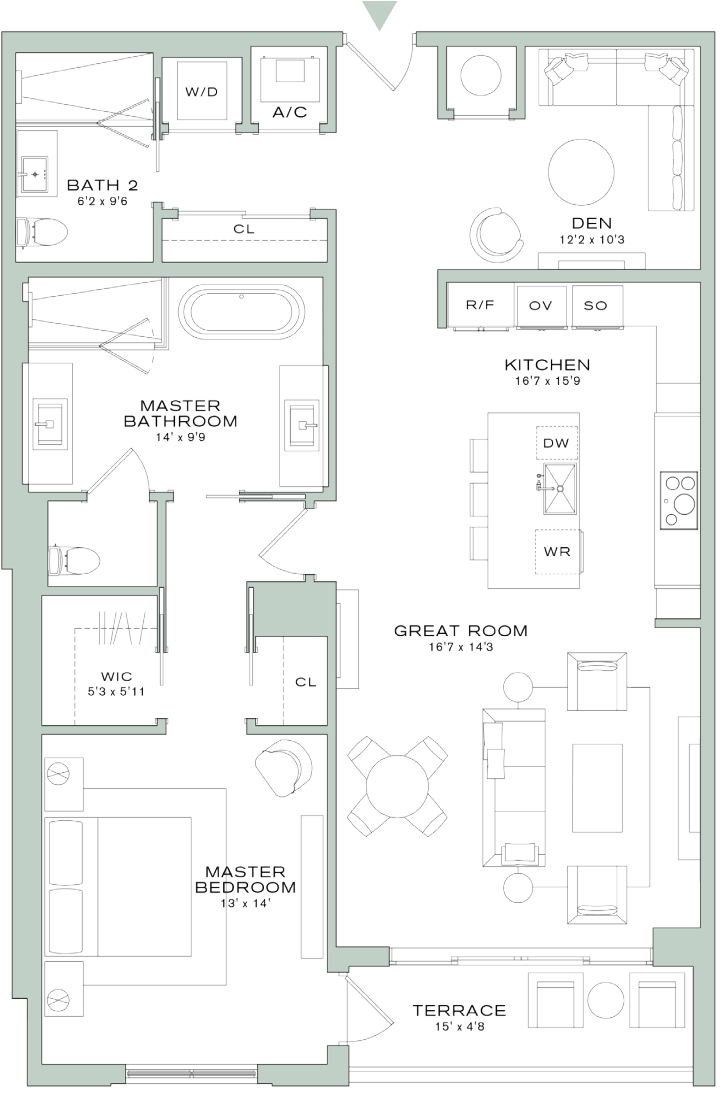 W/D
A/C
BATH 2
6'2 x 9'6
CL
DEN
12'2 x 10'3
R/F
OV
SO
KITCHEN
16'7 x 15'9
MASTER
BATHROOM
14' x 9'9
DW
WR
GREAT ROOM
16'7 x 14'3
WIC
5'3 x 5'11
CL
MASTER
BEDROOM
13' x 14'
TERRACE
15' x 4'8